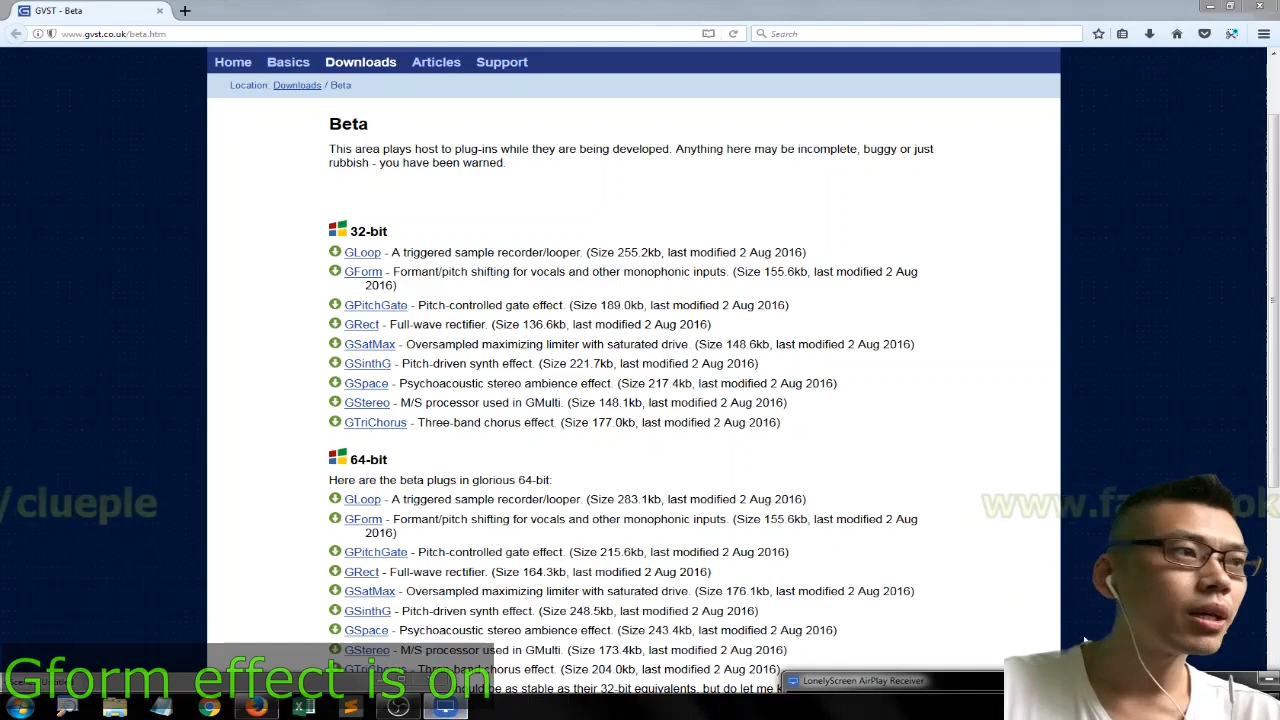 GVST - Beta
www.gvst.co.uk/beta.htm
Search
Home Basics Downloads Articles Support
Location: Downloads / Beta
Beta
This area plays host to plug-ins while they are being developed. Anything here may be incomplete, buggy or just
rubbish - you have been warned.
32-bit
GLoop - A triggered sample recorder/looper. (Size 255.2kb, last modified 2 Aug 2016)
GForm - Formant/pitch shifting for vocals and other monophonic inputs. (Size 155.6kb, last modified 2 Aug
2016)
GPitchGate - Pitch-controlled gate effect. (Size 189.0kb, last modified 2 Aug 2016)
GRect - Full-wave rectifier. (Size 136.6kb, last modified 2 Aug 2016)
GSatMax - Oversampled maximizing limiter with saturated drive. (Size 148.6kb, last modified 2 Aug 2016)
GSinthG - Pitch-driven synth effect. (Size 221.7kb, last modified 2 Aug 2016)
GSpace - Psychoacoustic stereo ambience effect. (Size 217.4kb, last modified 2 Aug 2016)
GStereo - M/S processor used in GMulti. (Size 148.1kb, last modified 2 Aug 2016)
GTriChorus - Three-band chorus effect. (Size 177.0kb, last modified 2 Aug 2016)
64-bit
Here are the beta plugs in glorious 64-bit:
GLoop - A triggered sample recorder/looper. (Size 283.1kb, last modified 2 Aug 2016)
/clueple
GForm - Formant/pitch shifting for vocals and other monophonic inputs. (Size 155.6kb, last modified 2 Aug
2016)
GPitchGate - Pitch-controlled gate effect. (Size 215.6kb, last modified 2 Aug 2016)
GRect - Full-wave rectifier. (Size 164.3kb, last modified 2 Aug 2016)
GSatMax - Oversampled maximizing limiter with saturated drive. (Size 176.1kb, last modified 2 Aug 2016)
GSinthG - Pitch-driven synth effect. (Size 248.5kb, last modified 2 Aug 2016)
GSpace - Psychoacoustic stereo ambience effect. (Size 243.4kb, last modified 2 Aug 2016)
GStereo - M/S processor used in GMulti. (Size 173.4kb, last modified 2 Aug 2016)
Three-band chorus effect. (Size 204.0kb, last modified 2 Aug 2016)
be as stable as their 32-bit equivalents, but do let me k
Gform effect is on
LonelyScreen AirPlay Receiver